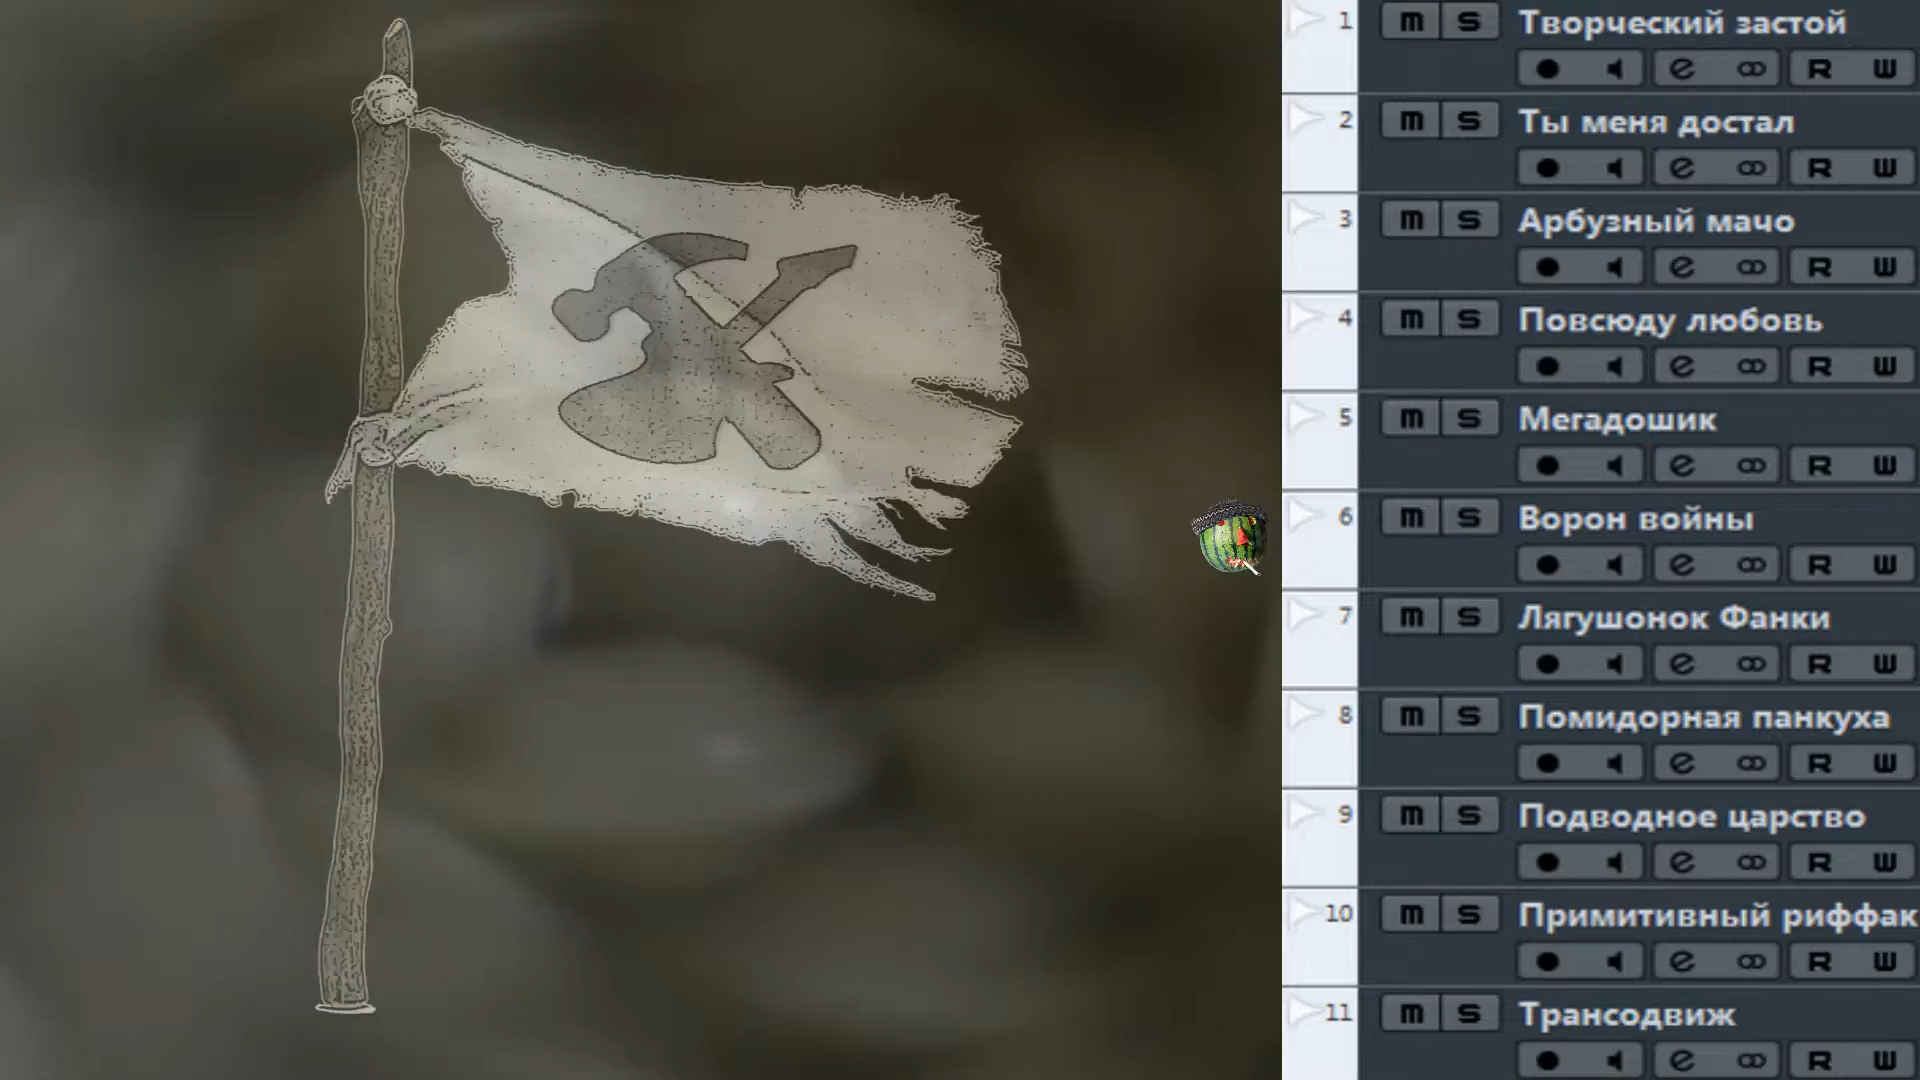 1 m S Творческий застой
R W
2 m S Ты меня достал
R W
3 m S Арбузный мачо
R W
4 m S Повсюду любовь
R W
5 m S Мегадошик
R W
6 m S Ворон войны
R W
7 m S Лягушонок Фанки
R W
8 m S Помидорная панкуха
R W
9 m S Подводное царство
R W
10 m S Примитивный риффак
R W
11 m S Трансодвиж
R W